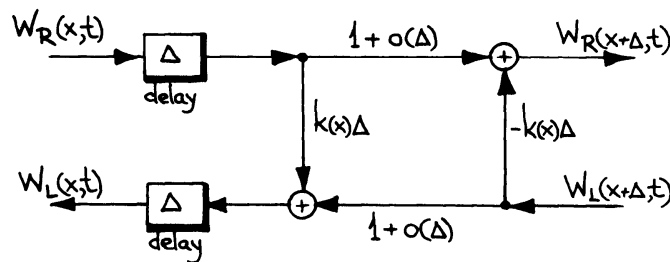 W_R(x,t)
1+o(Δ)
W_R(x+Δ,t)
Δ
delay
k(x)Δ
-k(x)Δ
W_L(x,t)
W_L(x+Δ,t)
Δ
1+o(Δ)
delay